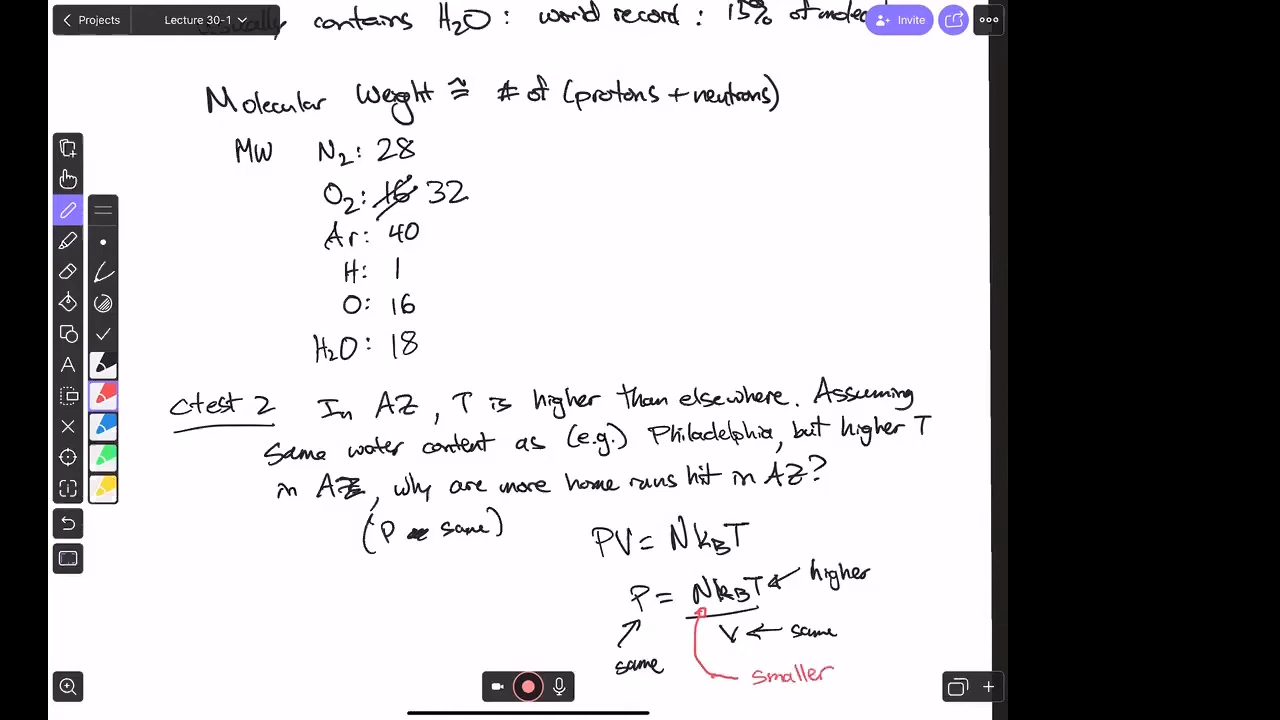 Projects
Lecture 30-1
Invite
contains H₂O : world record : 15% of molec
Molecular Weight ≅ # of (protons + neutrons)
MW N₂: 28
O₂: 16 32
Ar: 40
H: 1
O: 16
H₂O: 18
A
Ctest 2 In AZ, T is higher than elsewhere. Assuming
same water content as (e.g.) Philadelphia, but higher T
in AZ, why are more home runs hit in AZ?
(P same)
PV = NkBT
P = NkBT ← higher
V ← same
same
smaller